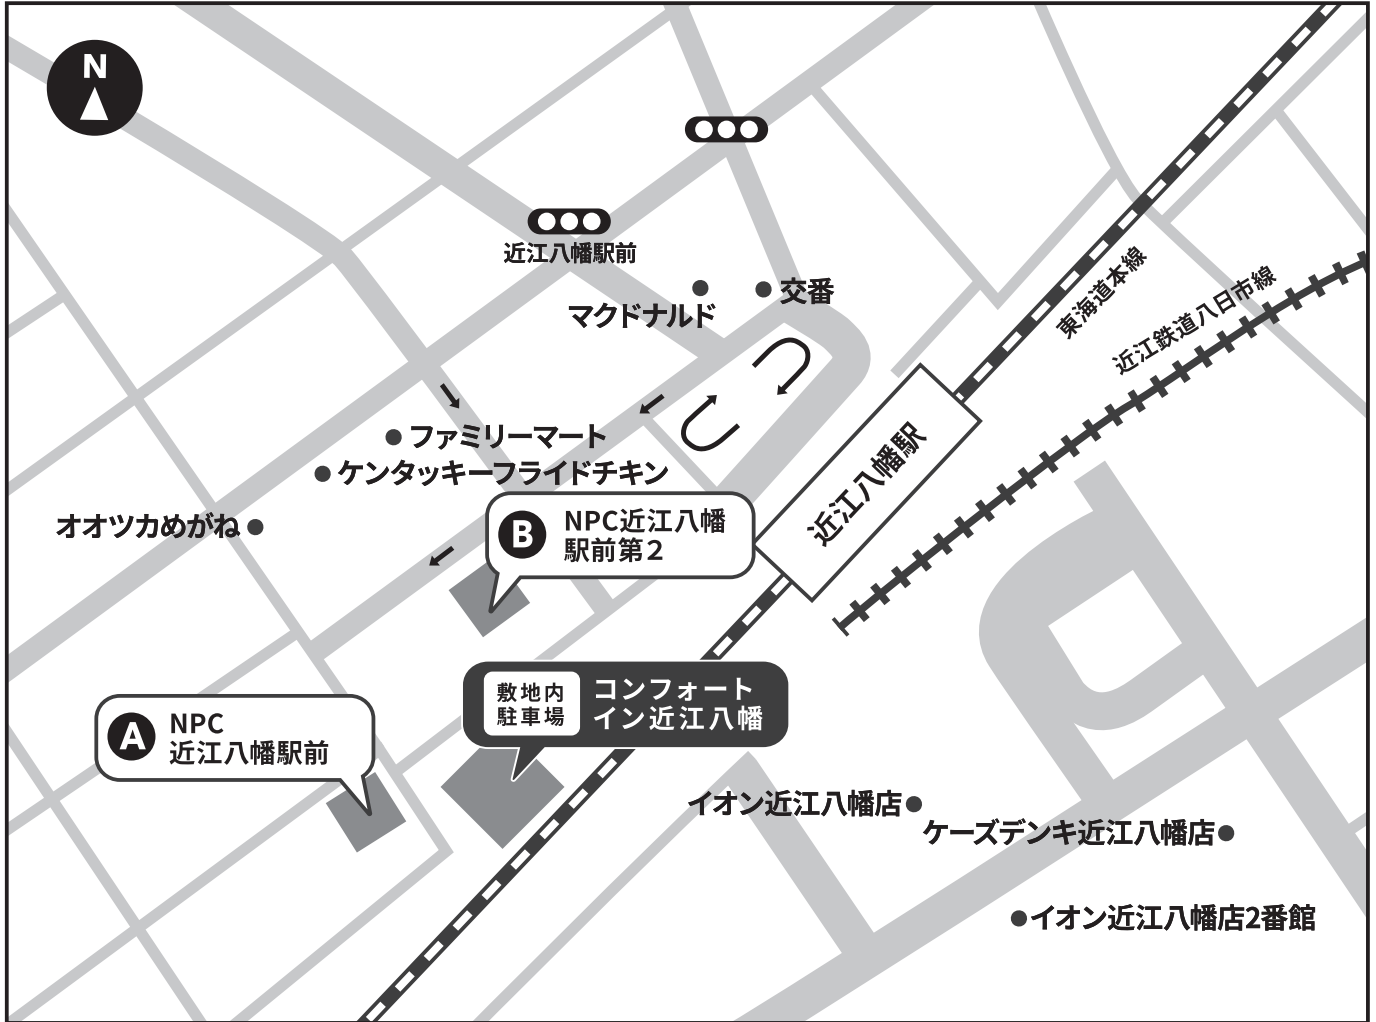 N
近江八幡駅前
マクドナルド
交番
東海道本線
近江鉄道八日市線
ファミリーマート
ケンタッキーフライドチキン
オオツカめがね
近江八幡駅
B
NPC近江八幡
駅前第2
敷地内
駐車場
コンフォート
イン近江八幡
A
NPC
近江八幡駅前
イオン近江八幡店
ケーズデンキ近江八幡店
イオン近江八幡店2番館